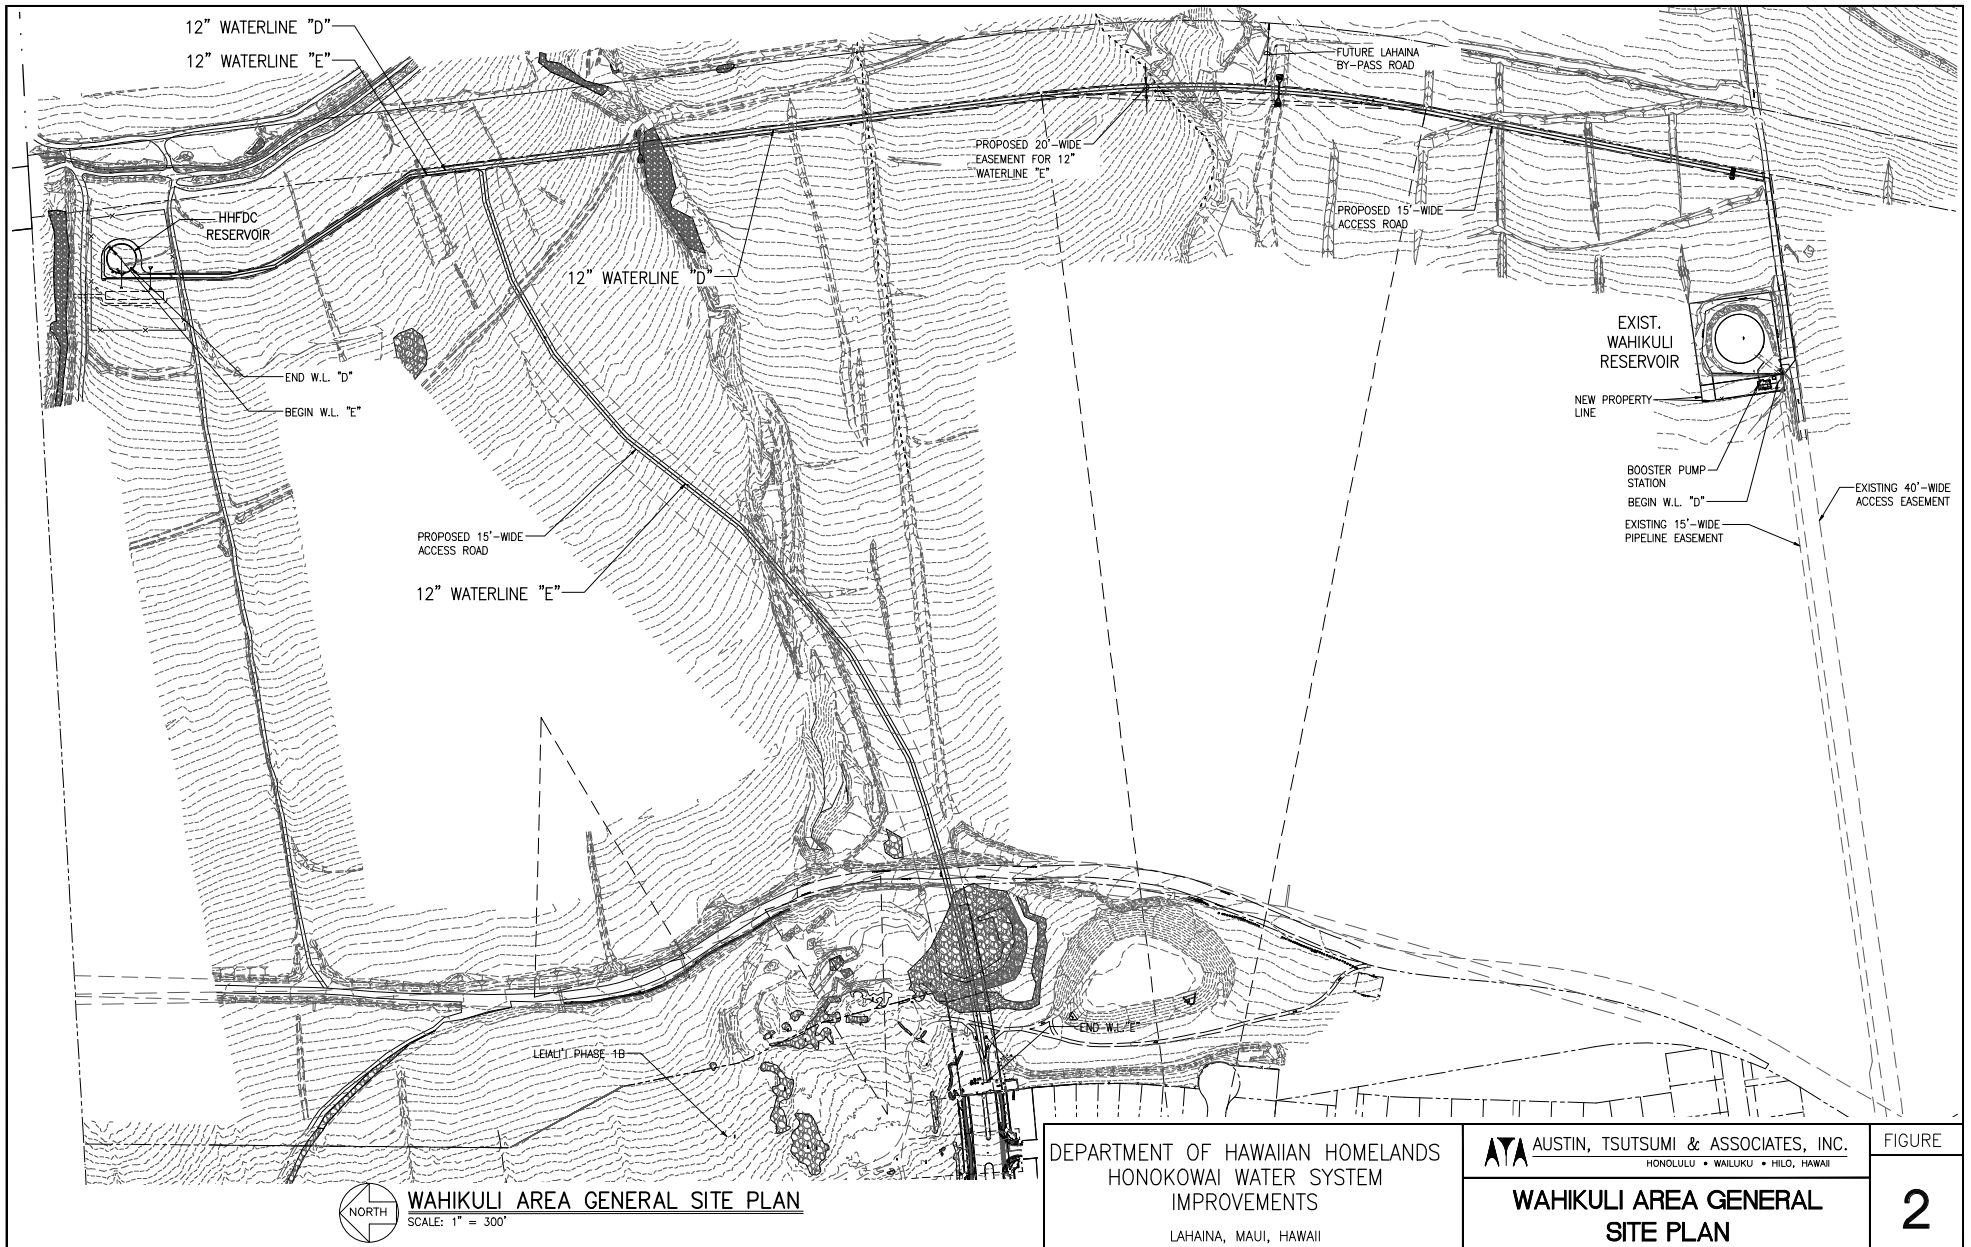 12" WATERLINE "D"
12" WATERLINE "E"
FUTURE LAHAINA
BY-PASS ROAD
PROPOSED 20'-WIDE
EASEMENT FOR 12"
WATERLINE "E"
HHFDC
RESERVOIR
PROPOSED 15'-WIDE
ACCESS ROAD
12" WATERLINE "D"
EXIST.
WAHIKULI
RESERVOIR
END W.L. "D"
BEGIN W.L. "E"
NEW PROPERTY
LINE
BOOSTER PUMP
STATION
BEGIN W.L. "D"
EXISTING 40'-WIDE
ACCESS EASEMENT
EXISTING 15'-WIDE
PIPELINE EASEMENT
PROPOSED 15'-WIDE
ACCESS ROAD
12" WATERLINE "E"
END W.L. "E"
LEIALI'I PHASE 1B
NORTH
WAHIKULI AREA GENERAL SITE PLAN
SCALE: 1" = 300'
DEPARTMENT OF HAWAIIAN HOMELANDS
HONOKOWAI WATER SYSTEM
IMPROVEMENTS
LAHAINA, MAUI, HAWAII
ATA AUSTIN, TSUTSUMI & ASSOCIATES, INC.
HONOLULU • WAILUKU • HILO, HAWAII
WAHIKULI AREA GENERAL
SITE PLAN
FIGURE
2